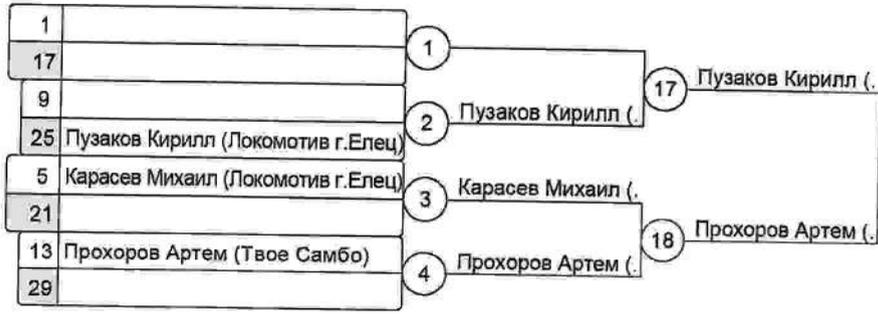 1
17
1
9
25 Пузаков Кирилл (Локомотив г.Елец)
2 Пузаков Кирилл (.
17 Пузаков Кирилл (.
5 Карасев Михаил (Локомотив г.Елец)
21
3 Карасев Михаил (.
13 Прохоров Артем (Твое Самбо)
29
4 Прохоров Артем (.
18 Прохоров Артем (.